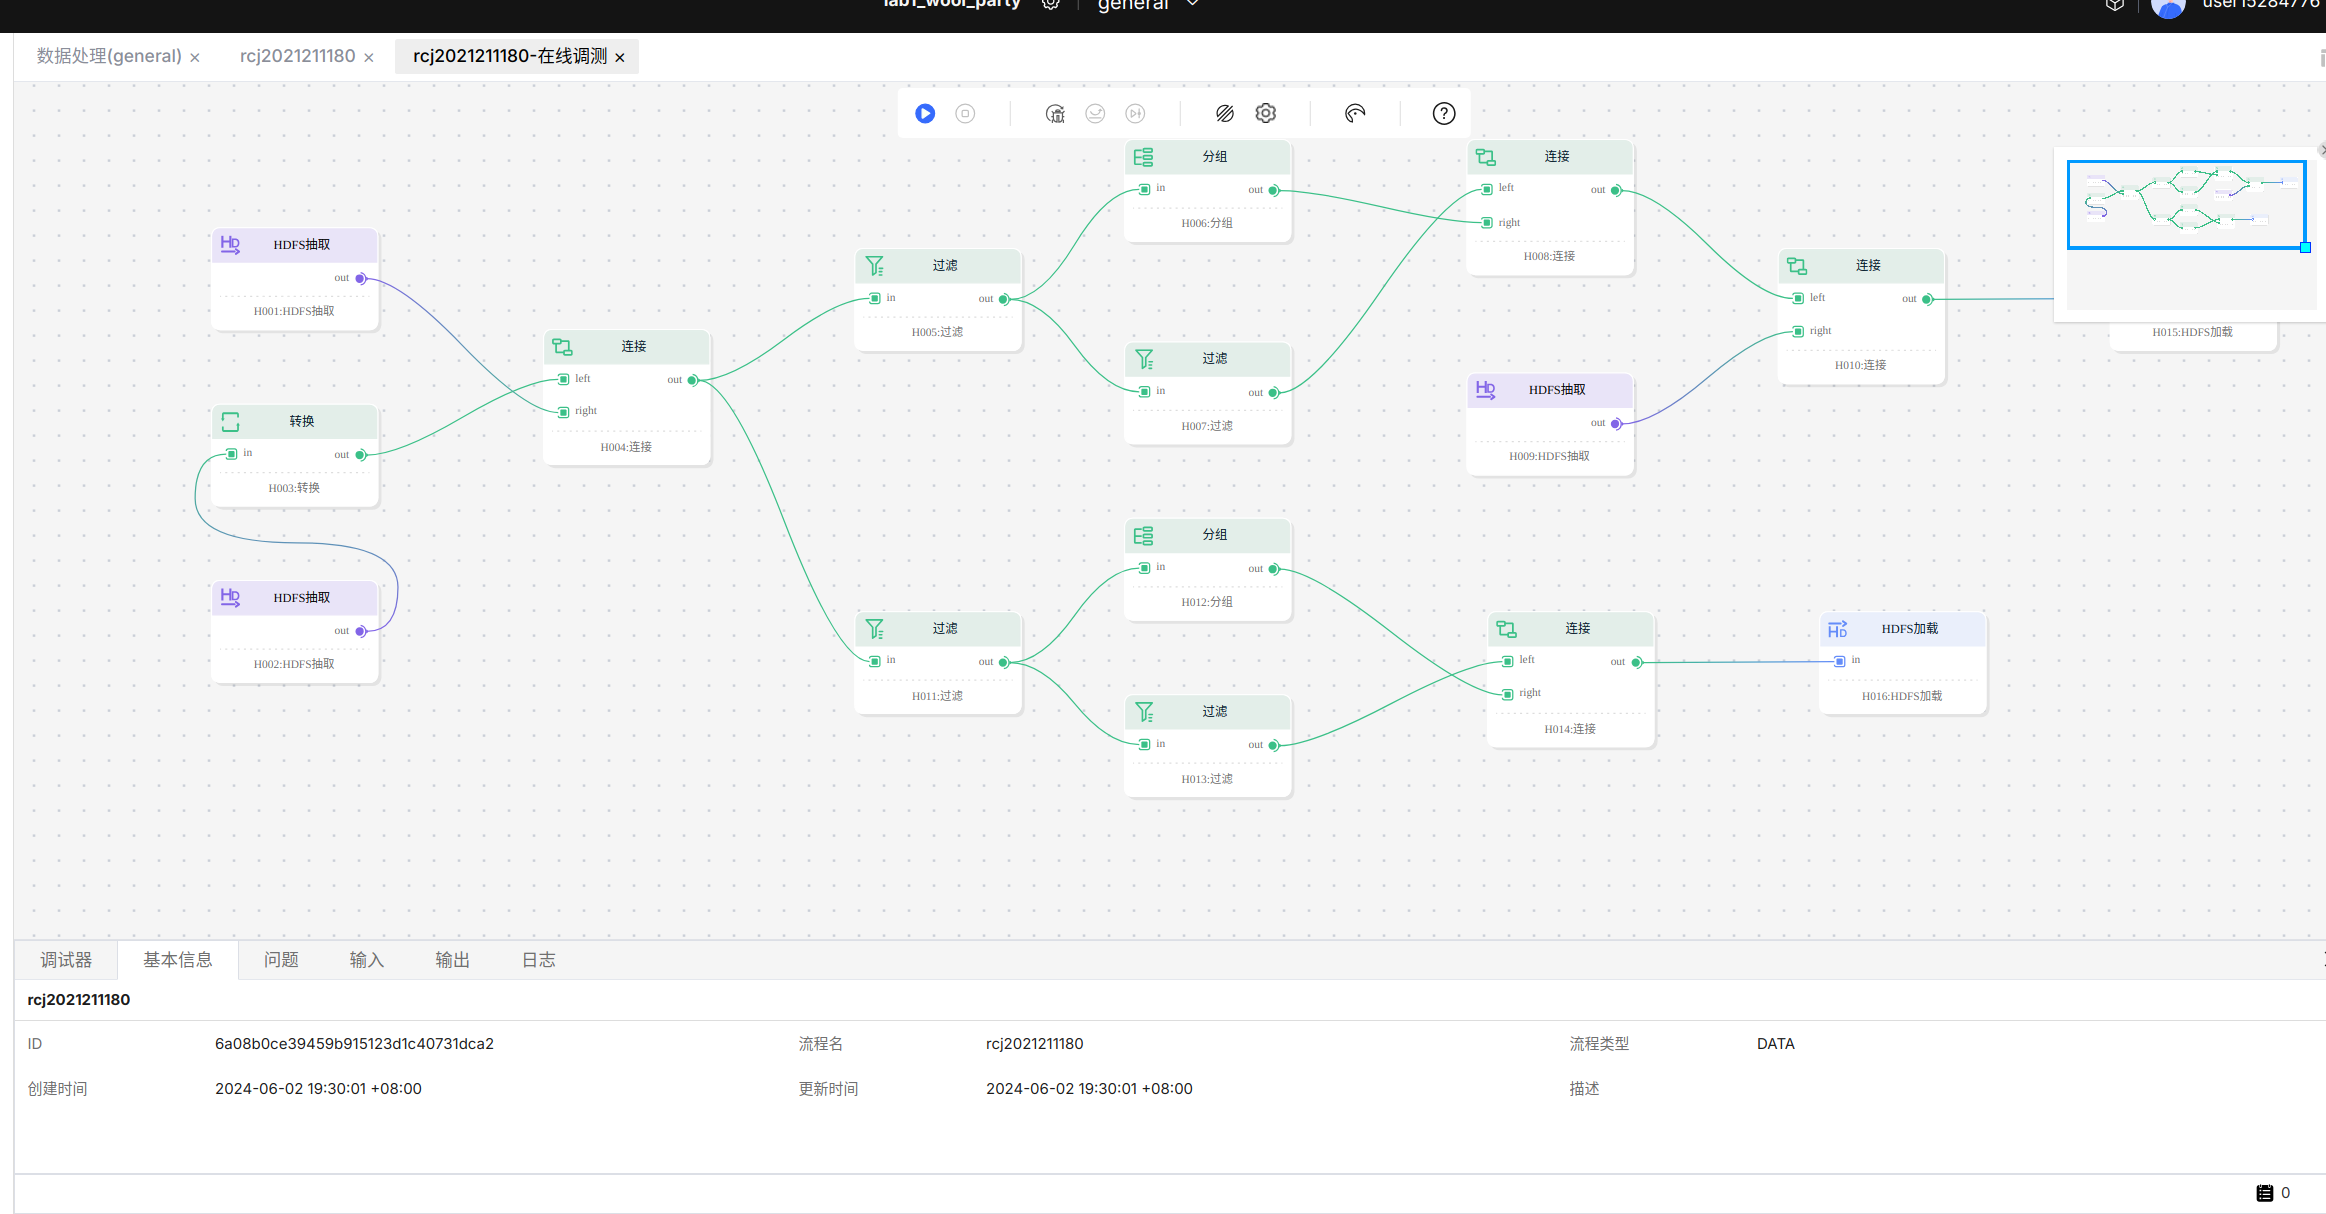 lab1_wool_party general user15284776
数据处理(general) rcj2021211180 rcj2021211180-在线调测
分组
in out
H006:分组
连接
left out
right
H008:连接
HDFS抽取
out
H001:HDFS抽取
过滤
in out
H005:过滤
连接
left out
right
H010:连接
H015:HDFS加载
连接
left out
right
H004:连接
过滤
in out
H007:过滤
HDFS抽取
out
H009:HDFS抽取
转换
in out
H003:转换
分组
in out
H012:分组
HDFS抽取
out
H002:HDFS抽取
过滤
in out
H011:过滤
连接
left out
right
H014:连接
HDFS加载
in
H016:HDFS加载
过滤
in out
H013:过滤
调试器 基本信息 问题 输入 输出 日志
rcj2021211180
ID 6a08b0ce39459b915123d1c40731dca2 流程名 rcj2021211180 流程类型 DATA
创建时间 2024-06-02 19:30:01 +08:00 更新时间 2024-06-02 19:30:01 +08:00 描述
0